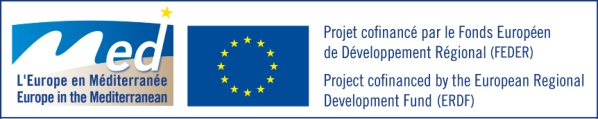 Med
L'Europe en Méditerranée
Europe in the Mediterranean
Projet cofinancé par le Fonds Européen
de Développement Régional (FEDER)
Project cofinanced by the European Regional
Development Fund (ERDF)